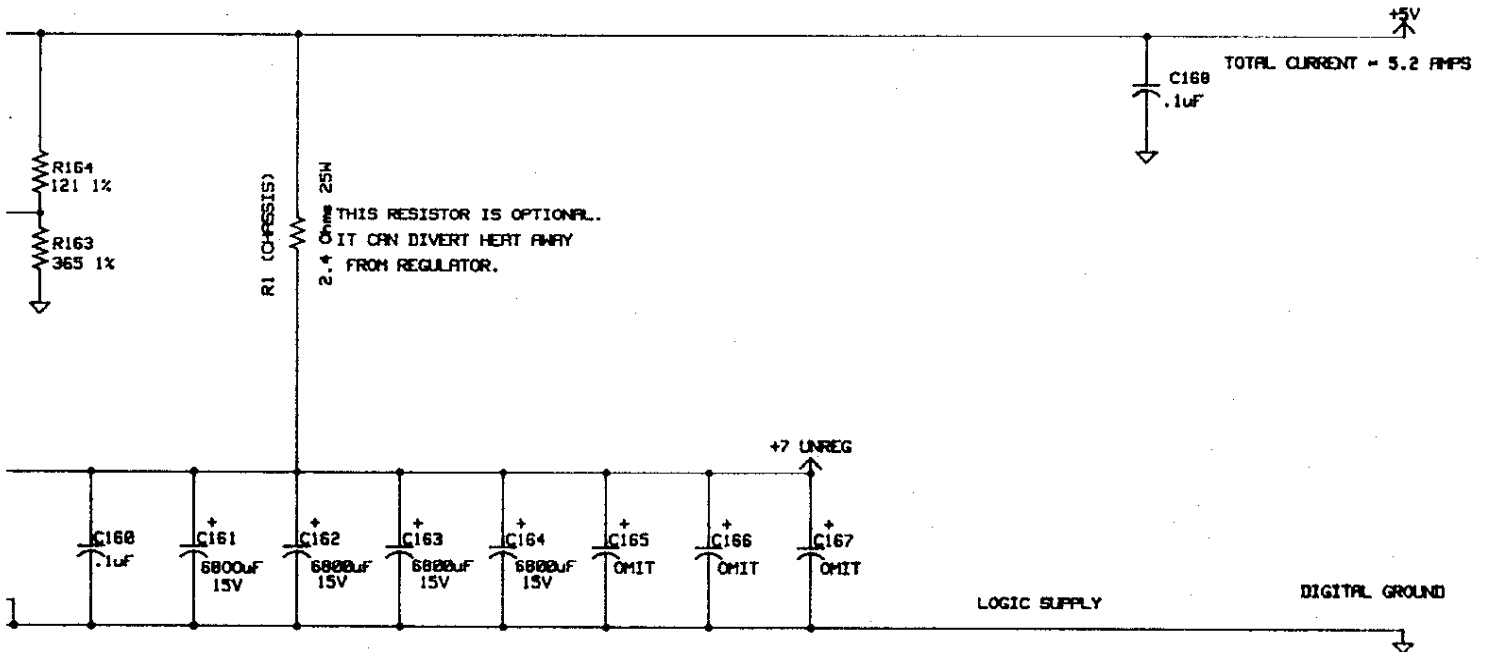 +5V
TOTAL CURRENT = 5.2 AMPS
C168
.1uF
R164
121 1%
R163
365 1%
R1 (CHASSIS)
2.4 Ohms 25W
THIS RESISTOR IS OPTIONAL.
IT CAN DIVERT HEAT AWAY
FROM REGULATOR.
+7 UNREG
C160
.1uF
+
C161
6800uF
15V
+
C162
6800uF
15V
+
C163
6800uF
15V
+
C164
6800uF
15V
+
C165
OMIT
+
C166
OMIT
+
C167
OMIT
LOGIC SUPPLY
DIGITAL GROUND